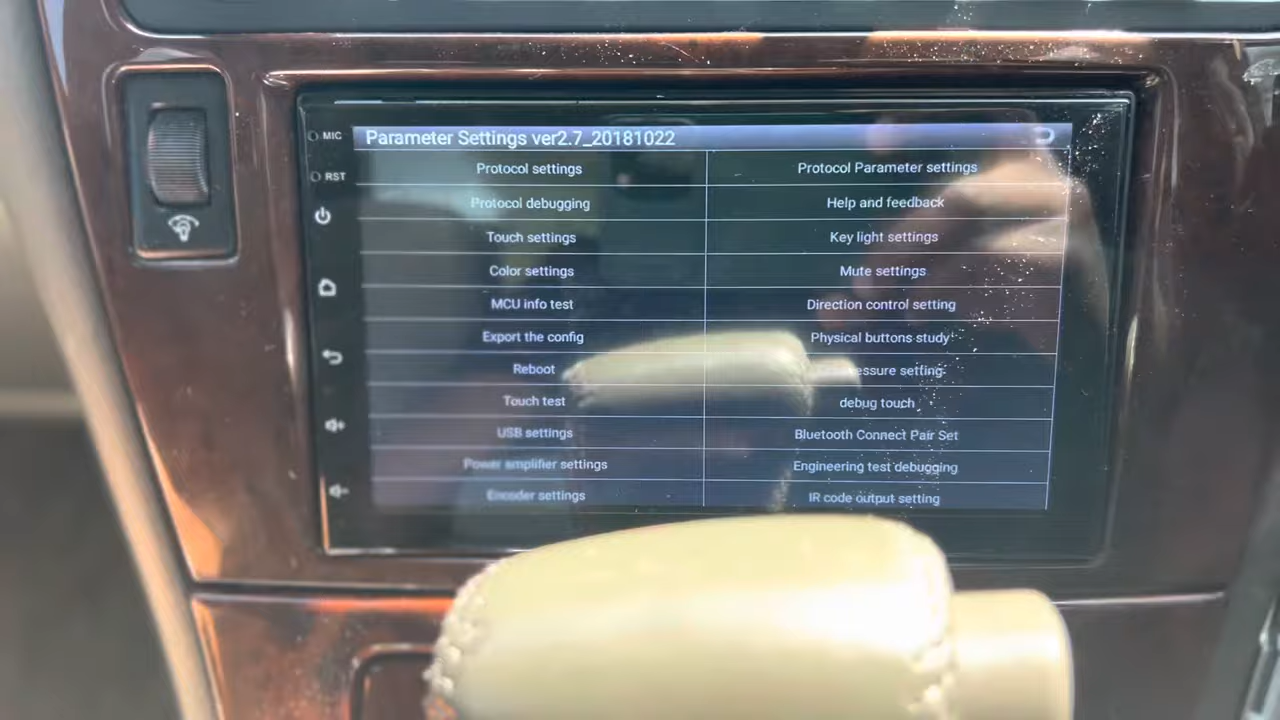 MIC
RST
Parameter Settings ver2.7_20181022
Protocol settings
Protocol Parameter settings
Protocol debugging
Help and feedback
Touch settings
Key light settings
Color settings
Mute settings
MCU info test
Direction control setting
Export the config
Physical buttons study
Reboot
setting
Touch test
debug touch
USB settings
Bluetooth Connect Pair Set
Power amplifier settings
Engineering test debugging
Encoder settings
IR code output setting